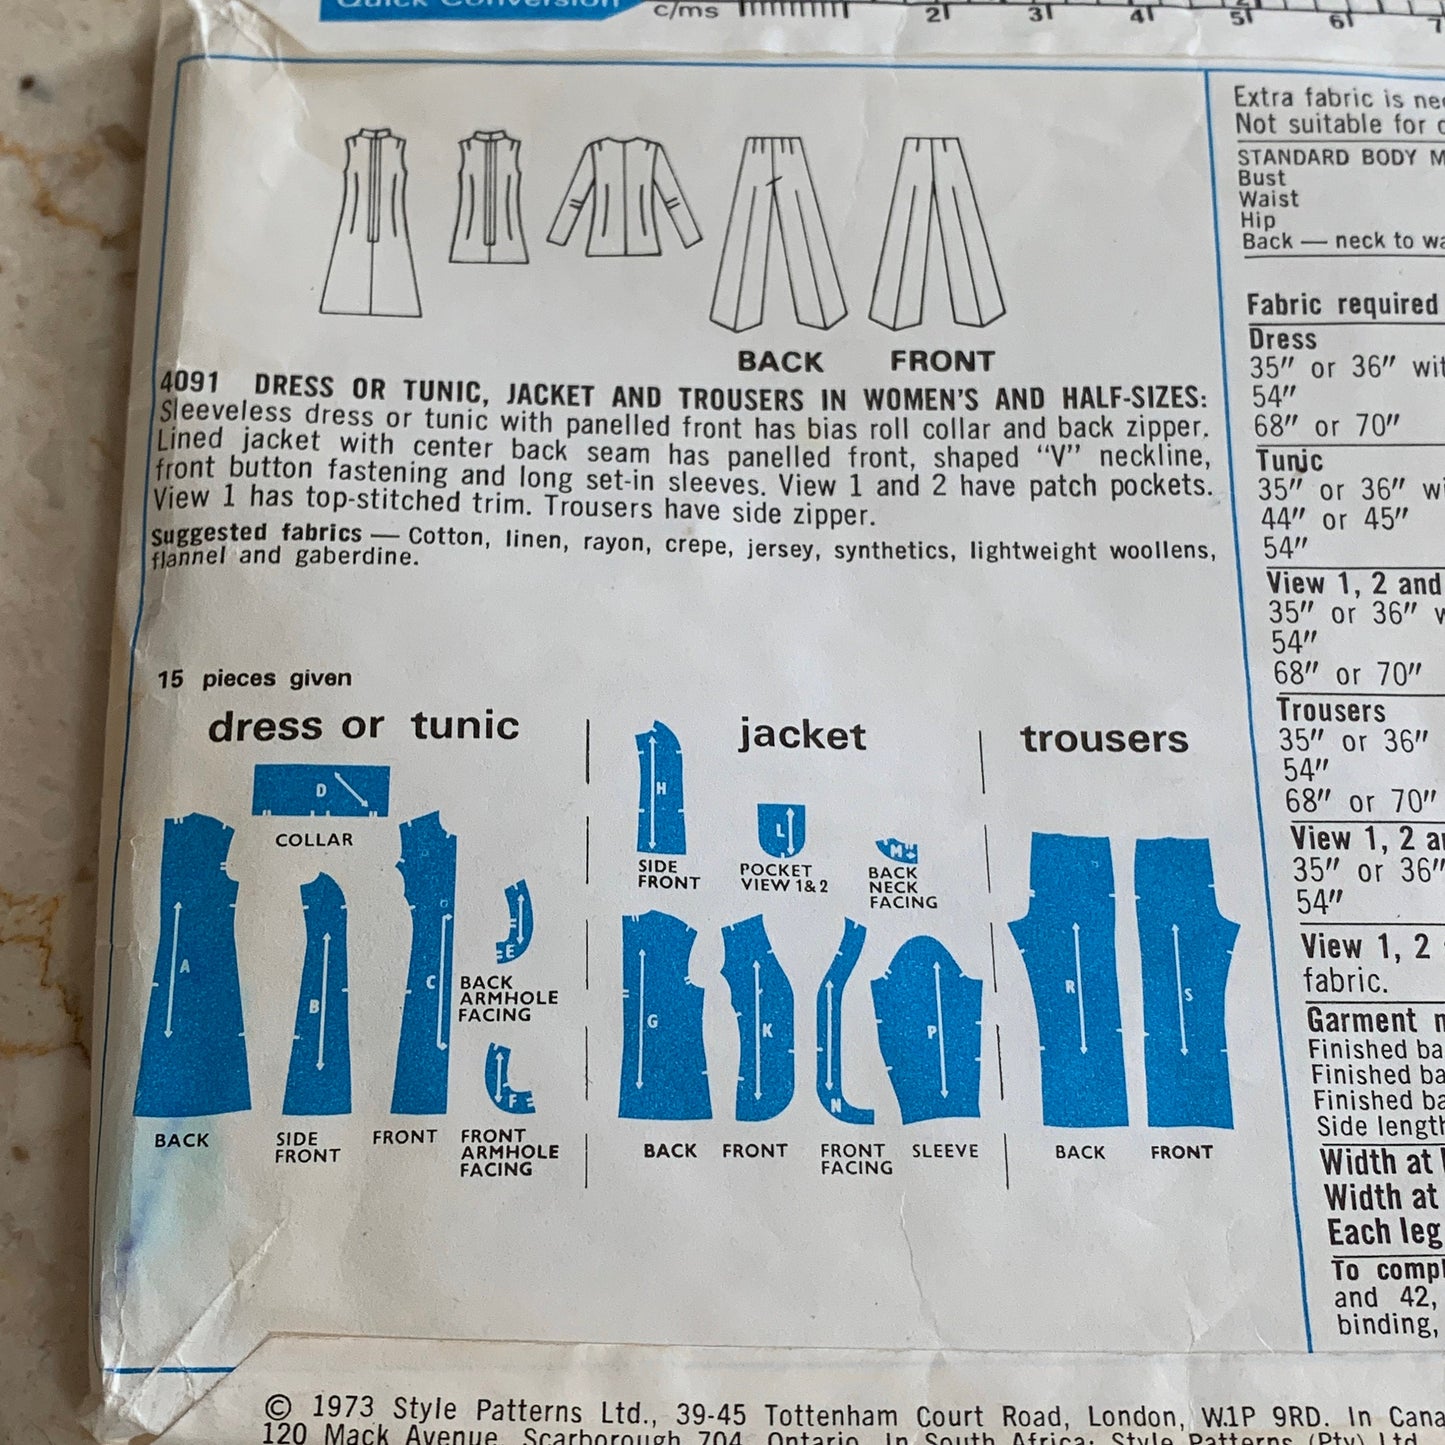 Quick Conversion
c/ms 2 3 4 5 6 7
Extra fabric is
Not suitable for
STANDARD BODY
Bust
Waist
Hip
Back — neck to
BACK FRONT
4091 DRESS OR TUNIC, JACKET AND TROUSERS IN WOMEN'S AND HALF-SIZES:
Sleeveless dress or tunic with panelled front has bias roll collar and back zipper.
Lined jacket with center back seam has panelled front, shaped “V” neckline,
front button fastening and long set-in sleeves. View 1 and 2 have patch pockets.
View 1 has top-stitched trim. Trousers have side zipper.
Suggested fabrics — Cotton, linen, rayon, crepe, jersey, synthetics, lightweight woollens,
flannel and gaberdine.
Fabric required
Dress
35″ or 36″
54″
68″ or 70″
Tunic
35″ or 36″
44″ or 45″
54″
View 1, 2 and
35″ or 36″
54″
68″ or 70″
Trousers
35″ or 36″
54″
68″ or 70″
View 1, 2
35″ or 36″
54″
View 1, 2
fabric.
Garment
Finished
Finished
Finished
Side length
Width at
Width at
Each leg
To
and 42,
binding,
15 pieces given
dress or tunic
D
COLLAR
A
BACK
B
SIDE
FRONT
C
FRONT
E
BACK
ARMHOLE
FACING
F
FRONT
ARMHOLE
FACING
jacket
H
SIDE
FRONT
L
POCKET
VIEW 1&2
M
BACK
NECK
FACING
G
BACK
K
FRONT
N
FRONT
FACING
P
SLEEVE
trousers
R
BACK
S
FRONT
© 1973 Style Patterns Ltd., 39-45 Tottenham Court Road, London, W.1P 9RD. In
120 Mack Avenue, Scarborough 704, Ontario. In South Africa: Style Patterns (Pty) Ltd